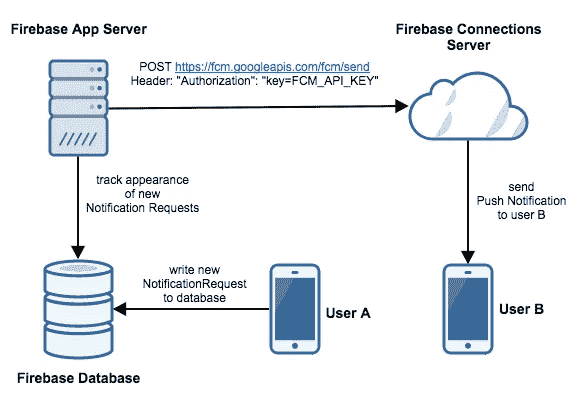 Firebase App Server
Firebase Connections
Server
POST https://fcm.googleapis.com/fcm/send
Header: "Authorization": "key=FCM_API_KEY"
track appearance
of new
Notification Requests
send
Push Notification
to user B
write new
NotificationRequest
to database
User A
User B
Firebase Database